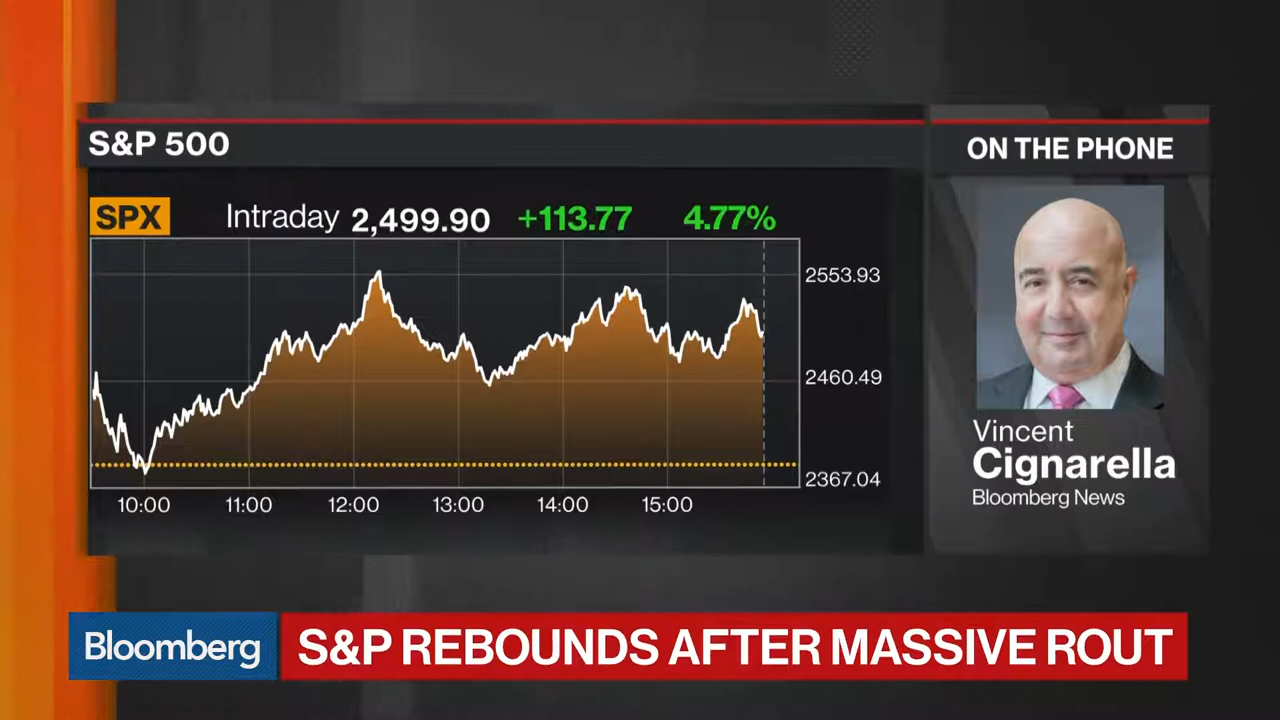 S&P 500
SPX Intraday 2,499.90 +113.77 4.77%
2553.93
2460.49
2367.04
10:00 11:00 12:00 13:00 14:00 15:00
ON THE PHONE
Vincent
Cignarella
Bloomberg News
Bloomberg S&P REBOUNDS AFTER MASSIVE ROUT